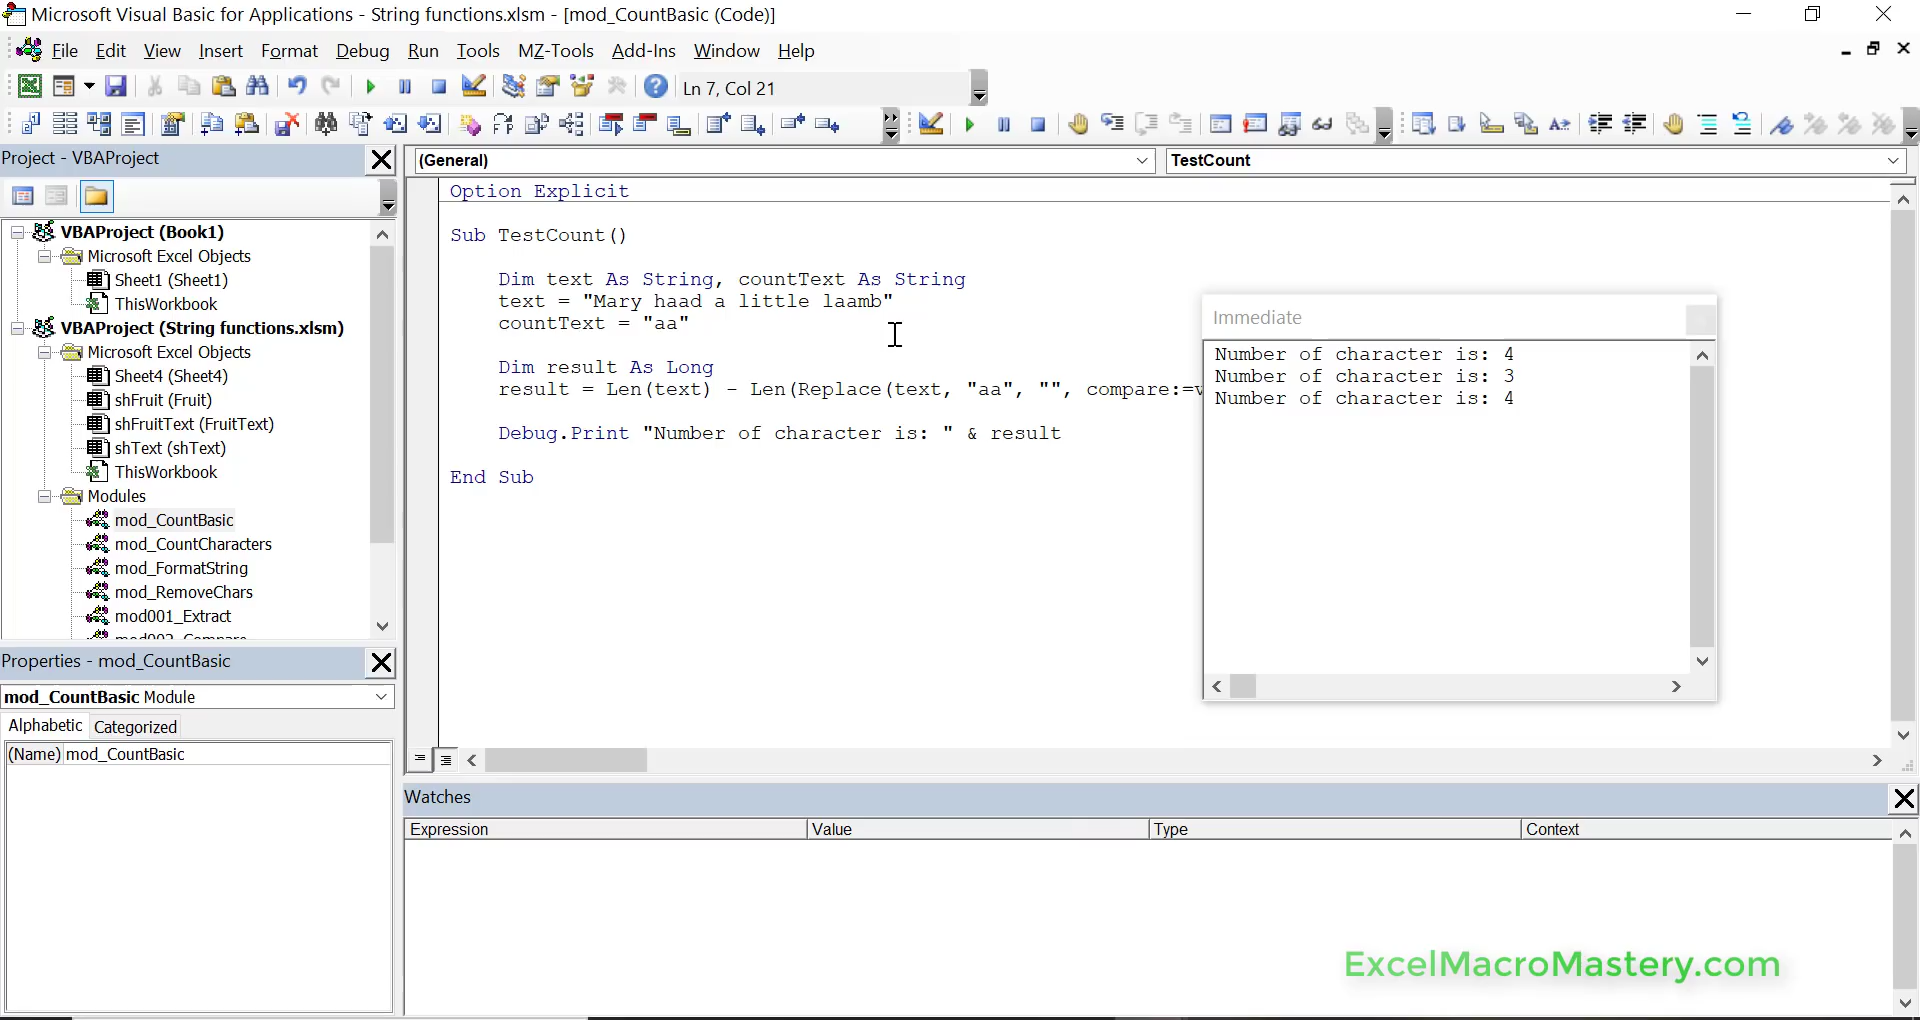 Microsoft Visual Basic for Applications - String functions.xlsm - [mod_CountBasic (Code)]
File Edit View Insert Format Debug Run Tools MZ-Tools Add-Ins Window Help
Ln 7, Col 21
Project - VBAProject
VBAProject (Book1)
Microsoft Excel Objects
Sheet1 (Sheet1)
ThisWorkbook
VBAProject (String functions.xlsm)
Microsoft Excel Objects
Sheet4 (Sheet4)
shFruit (Fruit)
shFruitText (FruitText)
shText (shText)
ThisWorkbook
Modules
mod_CountBasic
mod_CountCharacters
mod_FormatString
mod_RemoveChars
mod001_Extract
Properties - mod_CountBasic
mod_CountBasic Module
Alphabetic Categorized
(Name) mod_CountBasic
(General) TestCount
Option Explicit
Sub TestCount()
Dim text As String, countText As String
text = "Mary haad a little laamb"
countText = "aa"
Dim result As Long
result = Len(text) - Len(Replace(text, "aa", "", compare:=v
Debug.Print "Number of character is: " & result
End Sub
Immediate
Number of character is: 4
Number of character is: 3
Number of character is: 4
Watches
Expression Value Type Context
ExcelMacroMastery.com